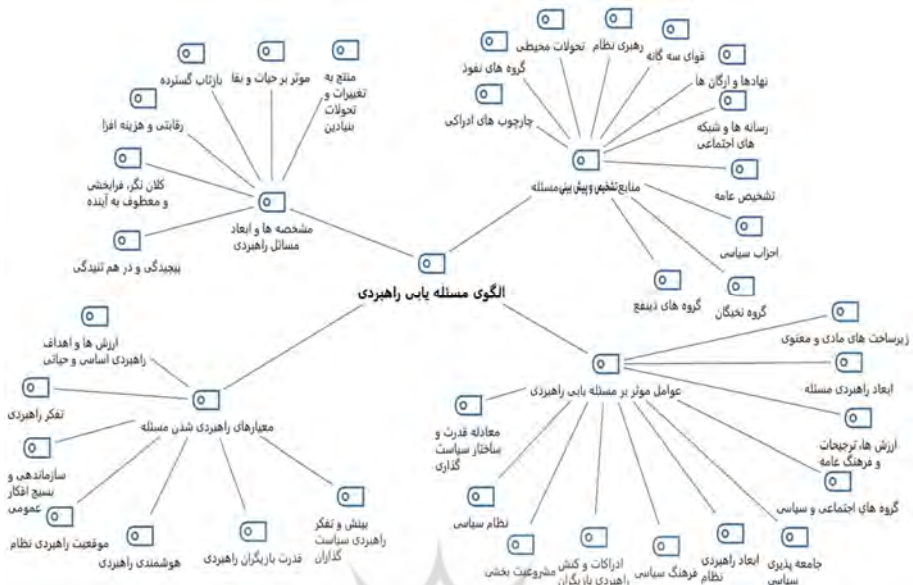 منتج به
تغییرات و
تحولات
بنیادین
موثر بر حیات و بقا
بازتاب گسترده
رقابتی و هزینه افزا
کلان نگر، فرابخشی
و معطوف به آینده
پیچیدگی و در هم تنیدگی
مشخصه ها و ابعاد
مسائل راهبردی
نهادها و ارگان ها
قوای سه گانه
رهبری نظام
تحولات محیطی
گروه های نفوذ
چارچوب های ادراکی
رسانه ها و شبکه
های اجتماعی
تشخیص عامه
احزاب سیاسی
گروه نخبگان
گروه های ذینفع
منابع تشخیص و پیش بینی مسئله
الگوی مسئله یابی راهبردی
ارزش ها و اهداف
راهبردی اساسی و حیاتی
تفکر راهبردی
سازماندهی و
بسیج افکار
عمومی
موقعیت راهبردی نظام
هوشمندی راهبردی
قدرت بازیگران راهبردی
بینش و تفکر
راهبردی سیاست
گذاران
معیارهای راهبردی شدن مسئله
عوامل موثر بر مسئله یابی راهبردی
زیرساخت های مادی و معنوی
ابعاد راهبردی مسئله
ارزش ها، ترجیحات
و فرهنگ عامه
گروه های اجتماعی و سیاسی
جامعه پذیری
سیاسی
ابعاد راهبردی
نظام
فرهنگ سیاسی
ادراکات و کنش
راهبردی بازیگران
مشروعیت بخشی
نظام سیاسی
معادله قدرت و
ساختار سیاست
گذاری